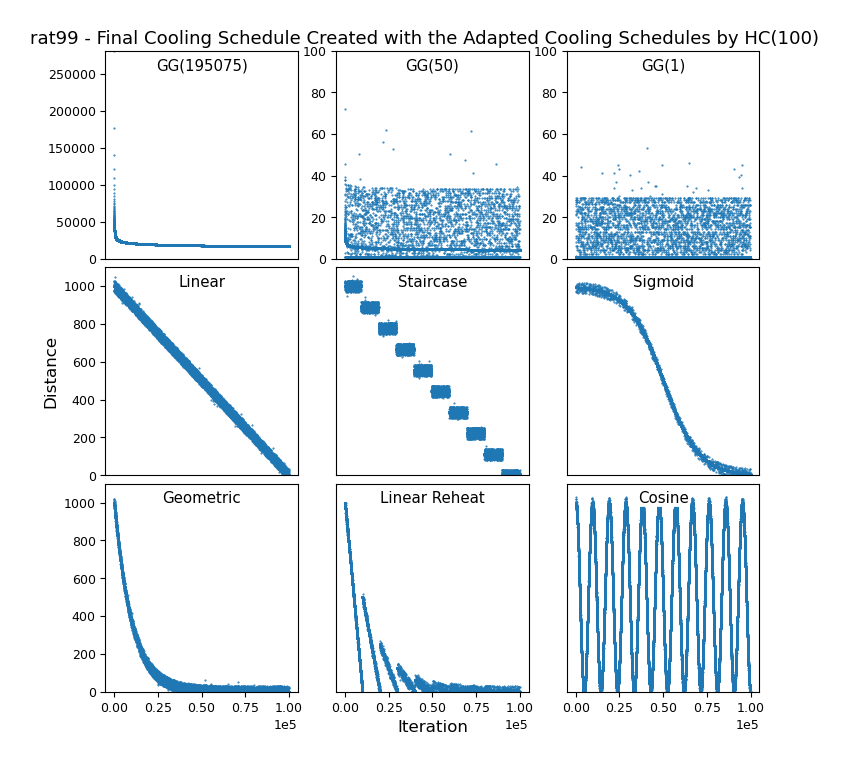 rat99 - Final Cooling Schedule Created with the Adapted Cooling Schedules by HC(100)
GG(195075)
GG(50)
GG(1)
250000
200000
150000
100000
50000
0
100
80
60
40
20
0
100
80
60
40
20
0
Linear
Staircase
Sigmoid
1000
800
600
400
200
0
Distance
Geometric
Linear Reheat
Cosine
1000
800
600
400
200
0
0.00 0.25 0.50 0.75 1.00
1e5
0.00 0.25 0.50 0.75 1.00
1e5
0.00 0.25 0.50 0.75 1.00
1e5
Iteration